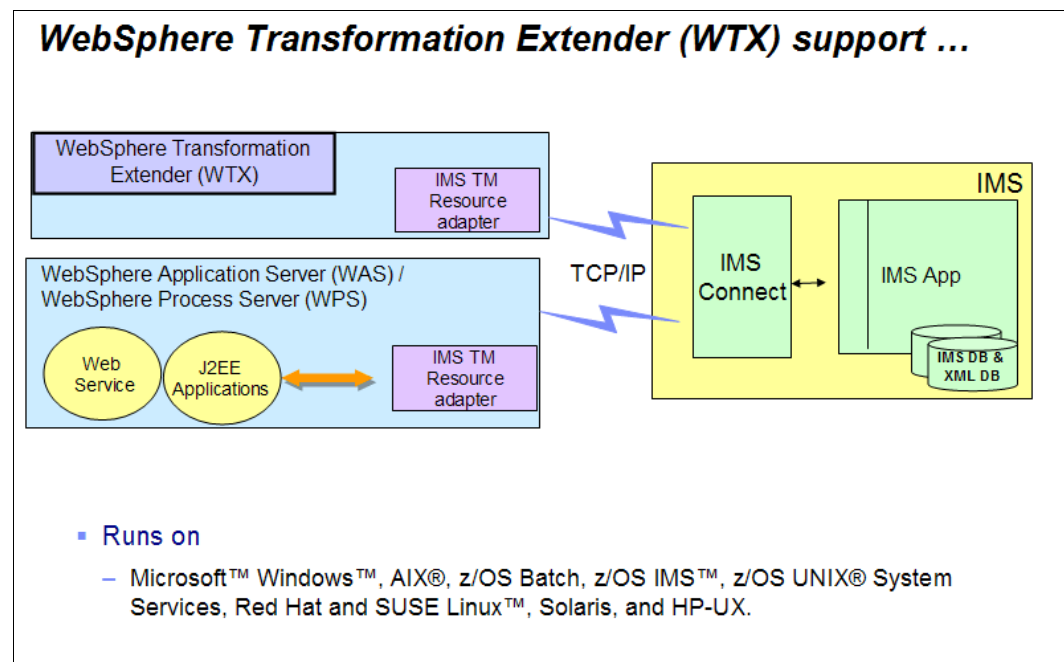 WebSphere Transformation Extender (WTX) support …
WebSphere Transformation
Extender (WTX)
IMS TM
Resource
adapter
WebSphere Application Server (WAS) /
WebSphere Process Server (WPS)
Web
Service
J2EE
Applications
IMS TM
Resource
adapter
TCP/IP
IMS
IMS
Connect
IMS App
IMS DB &
XML DB
▪ Runs on
– Microsoft™ Windows™, AIX®, z/OS Batch, z/OS IMS™, z/OS UNIX® System
Services, Red Hat and SUSE Linux™, Solaris, and HP-UX.